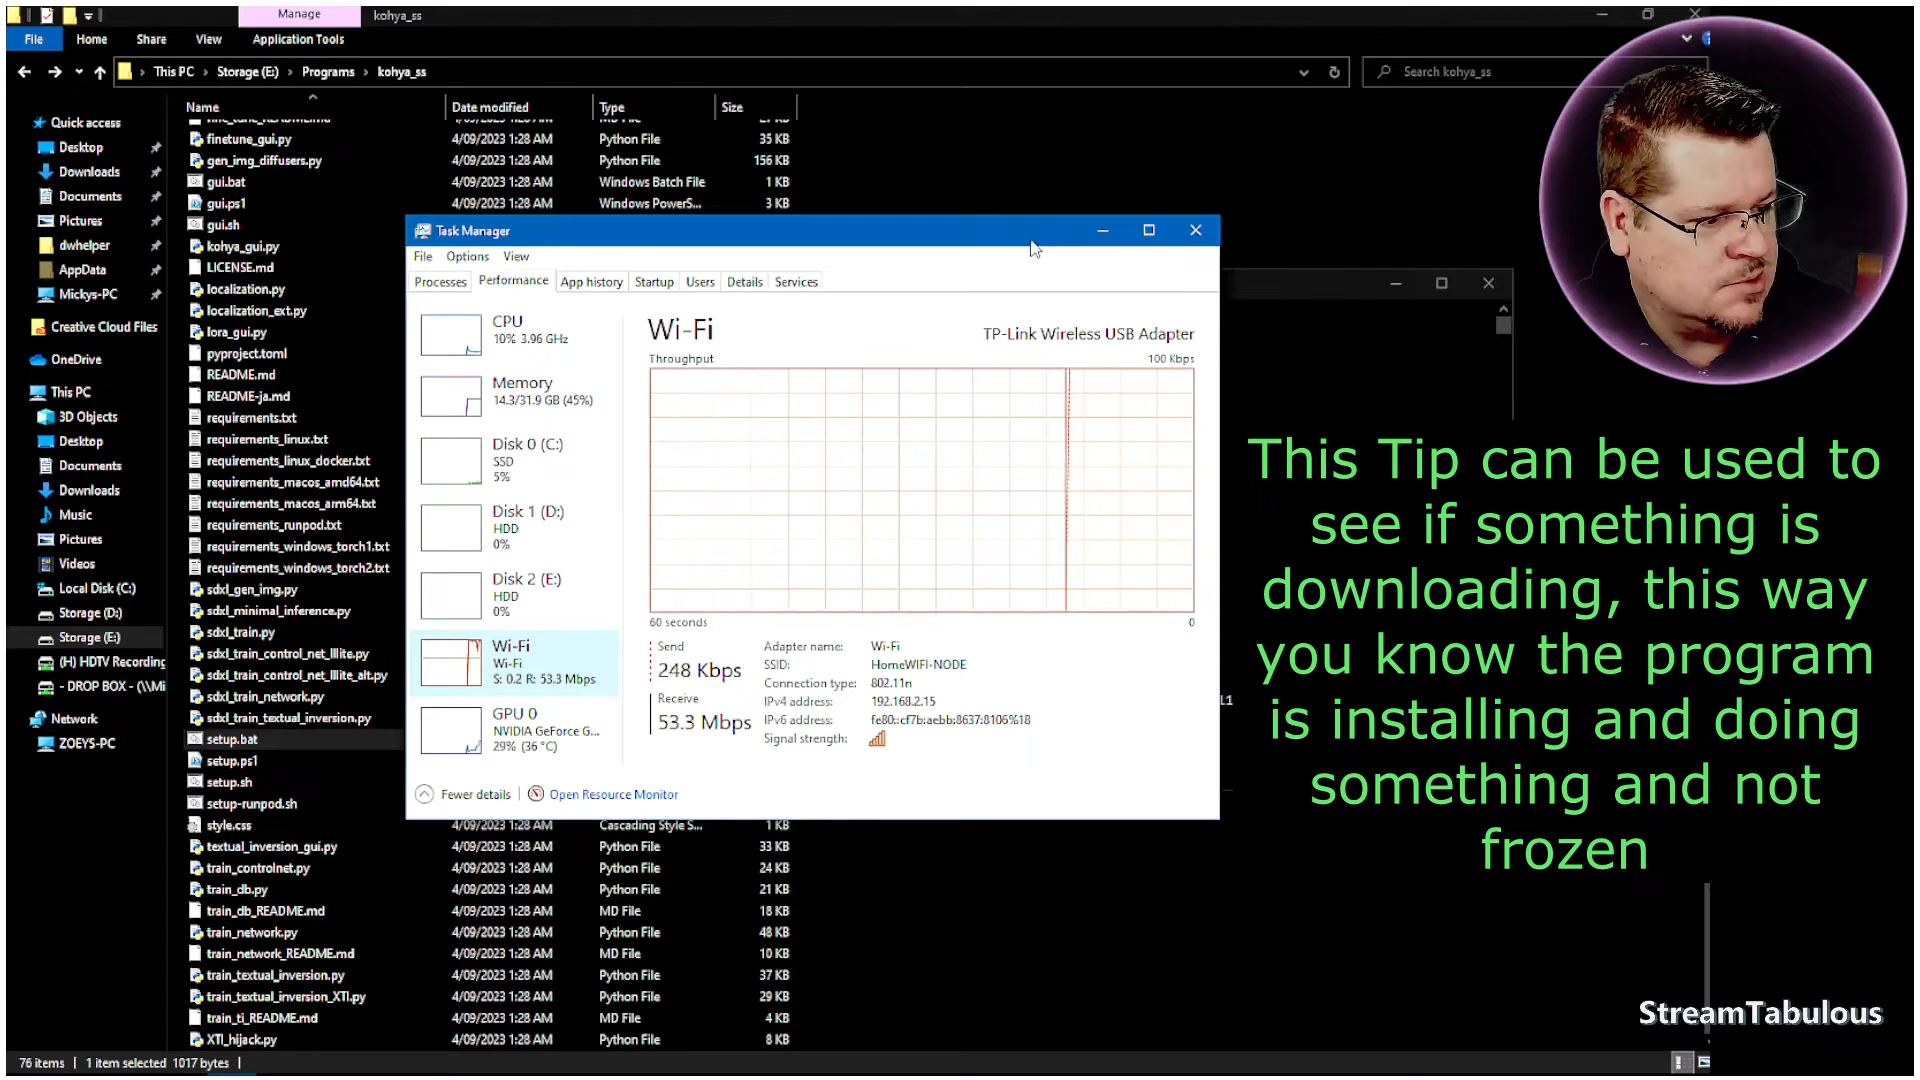 Manage
kohya_ss
File
Home
Share
View
Application Tools
This PC
Storage (E:)
Programs
kohya_ss
Search kohya_ss
Name
Date modified
Type
Size
Quick access
Desktop
Downloads
Documents
Pictures
dwhelper
AppData
Mickys-PC
Creative Cloud Files
OneDrive
This PC
3D Objects
Desktop
Documents
Downloads
Music
Pictures
Videos
Local Disk (C:)
Storage (D:)
Storage (E:)
(H) HDTV Recording
- DROP BOX - (\\Mi
Network
ZOEYS-PC
finetune_gui.py 4/09/2023 1:28 AM Python File 35 KB
gen_img_diffusers.py 4/09/2023 1:28 AM Python File 156 KB
gui.bat 4/09/2023 1:28 AM Windows Batch File 1 KB
gui.ps1 4/09/2023 1:28 AM Windows PowerS... 3 KB
gui.sh
kohya_gui.py
LICENSE.md
localization.py
localization_ext.py
lora_gui.py
pyproject.toml
README.md
README-ja.md
requirements.txt
requirements_linux.txt
requirements_linux_docker.txt
requirements_macos_amd64.txt
requirements_macos_arm64.txt
requirements_runpod.txt
requirements_windows_torch1.txt
requirements_windows_torch2.txt
sdxl_gen_img.py
sdxl_minimal_inference.py
sdxl_train.py
sdxl_train_control_net_lllite.py
sdxl_train_control_net_lllite_alt.py
sdxl_train_network.py
sdxl_train_textual_inversion.py
setup.bat
setup.ps1
setup.sh
setup-runpod.sh
style.css 4/09/2023 1:28 AM Cascading Style S... 1 KB
textual_inversion_gui.py 4/09/2023 1:28 AM Python File 33 KB
train_controlnet.py 4/09/2023 1:28 AM Python File 24 KB
train_db.py 4/09/2023 1:28 AM Python File 21 KB
train_db_README.md 4/09/2023 1:28 AM MD File 18 KB
train_network.py 4/09/2023 1:28 AM Python File 48 KB
train_network_README.md 4/09/2023 1:28 AM MD File 10 KB
train_textual_inversion.py 4/09/2023 1:28 AM Python File 37 KB
train_textual_inversion_XTI.py 4/09/2023 1:28 AM Python File 29 KB
train_ti_README.md 4/09/2023 1:28 AM MD File 4 KB
XTI_hijack.py 4/09/2023 1:28 AM Python File 8 KB
76 items
1 item selected 1017 bytes
Task Manager
File Options View
Processes Performance App history Startup Users Details Services
CPU
10% 3.96 GHz
Memory
14.3/31.9 GB (45%)
Disk 0 (C:)
SSD
5%
Disk 1 (D:)
HDD
0%
Disk 2 (E:)
HDD
0%
Wi-Fi
Wi-Fi
S: 0.2 R: 53.3 Mbps
GPU 0
NVIDIA GeForce G...
29% (36 °C)
Wi-Fi
TP-Link Wireless USB Adapter
Throughput
100 Kbps
60 seconds
0
Send
248 Kbps
Receive
53.3 Mbps
Adapter name: Wi-Fi
SSID: HomeWIFI-NODE
Connection type: 802.11n
IPv4 address: 192.168.2.15
IPv6 address: fe80::cf7b:aebb:8637:8106%18
Signal strength:
Fewer details
Open Resource Monitor
This Tip can be used to
see if something is
downloading, this way
you know the program
is installing and doing
something and not
frozen
StreamTabulous